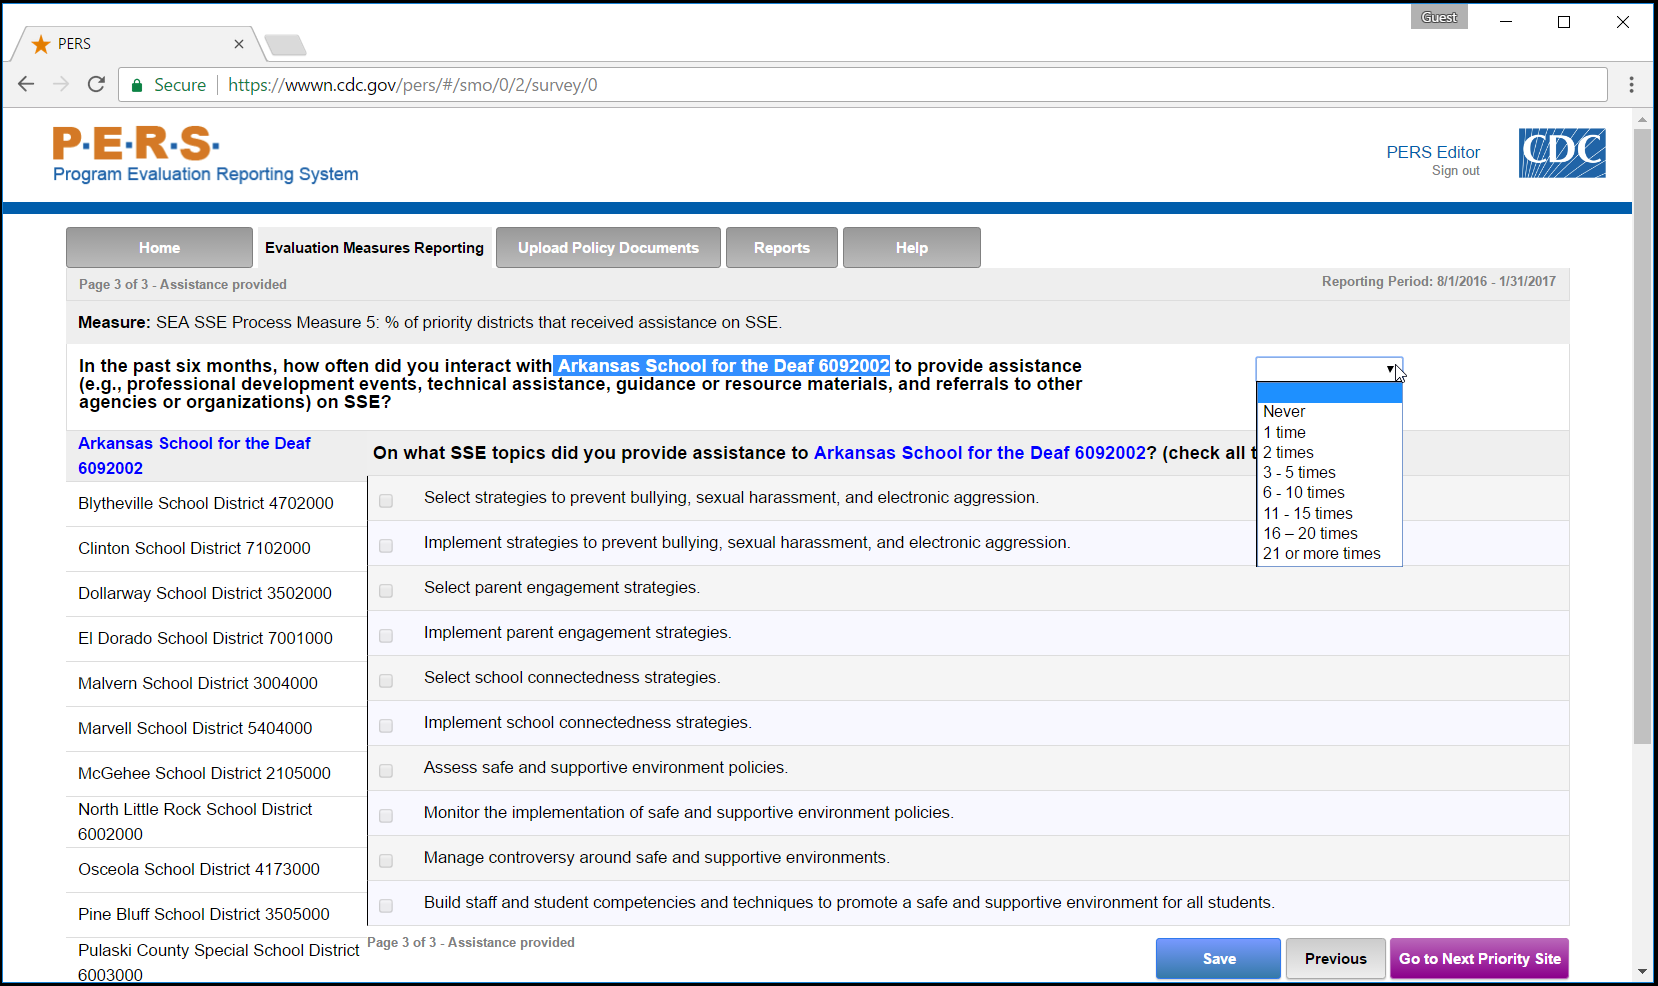 Guest
PERS
Secure
https://wwwn.cdc.gov/pers/#/smo/0/2/survey/0
P·E·R·S·
Program Evaluation Reporting System
PERS Editor
Sign out
CDC
Home
Evaluation Measures Reporting
Upload Policy Documents
Reports
Help
Page 3 of 3 - Assistance provided
Reporting Period: 8/1/2016 - 1/31/2017
Measure: SEA SSE Process Measure 5: % of priority districts that received assistance on SSE.
In the past six months, how often did you interact with Arkansas School for the Deaf 6092002 to provide assistance
(e.g., professional development events, technical assistance, guidance or resource materials, and referrals to other
agencies or organizations) on SSE?
Never
1 time
2 times
3 - 5 times
6 - 10 times
11 - 15 times
16 – 20 times
21 or more times
Arkansas School for the Deaf
6092002
Blytheville School District 4702000
Clinton School District 7102000
Dollarway School District 3502000
El Dorado School District 7001000
Malvern School District 3004000
Marvell School District 5404000
McGehee School District 2105000
North Little Rock School District
6002000
Osceola School District 4173000
Pine Bluff School District 3505000
Pulaski County Special School District
6003000
On what SSE topics did you provide assistance to Arkansas School for the Deaf 6092002? (check all t
Select strategies to prevent bullying, sexual harassment, and electronic aggression.
Implement strategies to prevent bullying, sexual harassment, and electronic aggression.
Select parent engagement strategies.
Implement parent engagement strategies.
Select school connectedness strategies.
Implement school connectedness strategies.
Assess safe and supportive environment policies.
Monitor the implementation of safe and supportive environment policies.
Manage controversy around safe and supportive environments.
Build staff and student competencies and techniques to promote a safe and supportive environment for all students.
Page 3 of 3 - Assistance provided
Save
Previous
Go to Next Priority Site